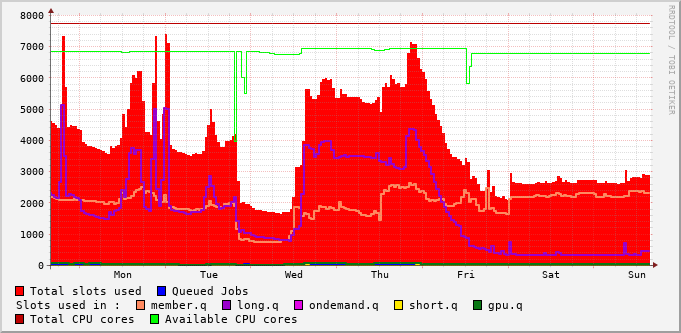 8000
7000
6000
5000
4000
3000
2000
1000
0
Mon Tue Wed Thu Fri Sat Sun
RRDTOOL / TOBI OETIKER
Total slots used Queued Jobs
Slots used in : member.q long.q ondemand.q short.q gpu.q
Total CPU cores Available CPU cores